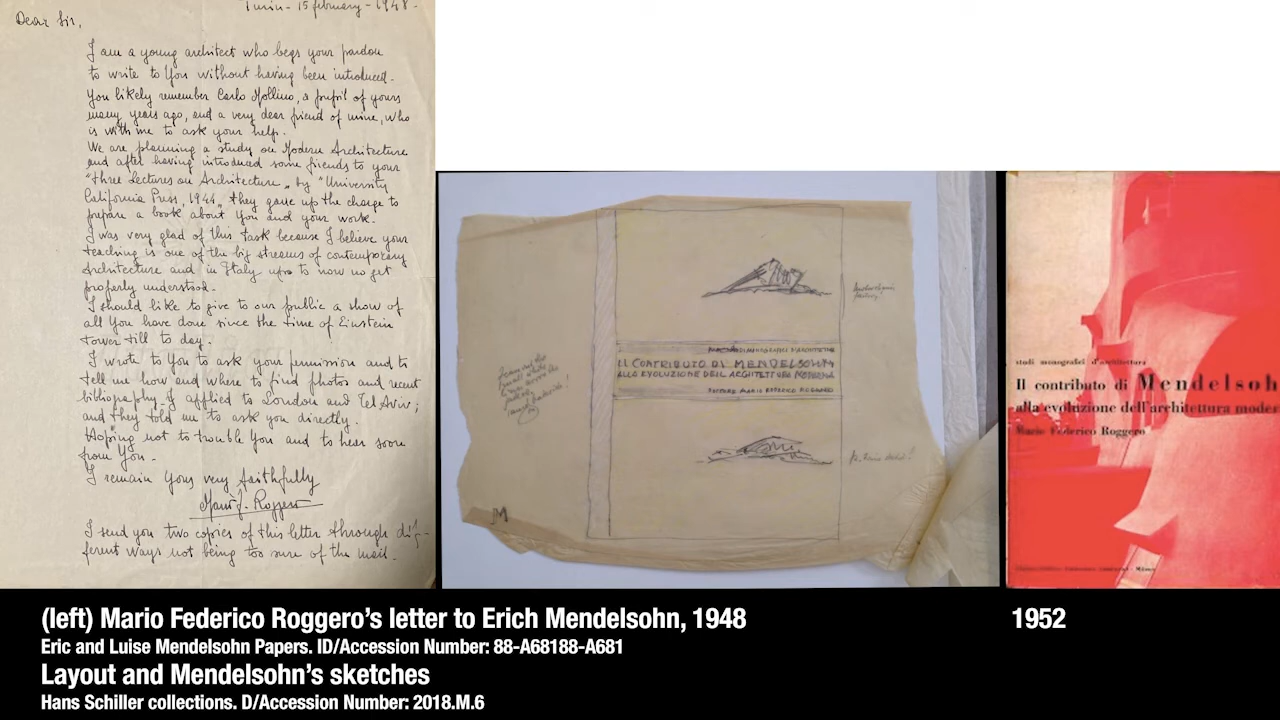 Turin - 15 february - 1948 -
Dear Sir,
I am a young architect who begs your pardon
to write to You without having been introduced.
You likely remember Carlo Mollino, a pupil of yours
many years ago, and a very dear friend of mine, who
is with me to ask your help.
We are planning a study on Modern Architecture
and after having introduced some friends to your
"Three Lectures on Architecture" by "University
California Press, 1944" they gave up the charge to
prepare a book about You and your work.
I was very glad of this task because I believe your
teaching is one of the big streams of contemporary
Architecture and in Italy up to now no get
properly understood.
I should like to give to our public a show of
all You have done since the time of Einstein
tower till to day.
I wrote to You to ask your permission and to
tell me how and where to find photos and recent
bibliography. I applied to London and Tel Aviv;
and they told me to ask you directly.
Hoping not to trouble You and to hear soon
from You -
I remain Yours very faithfully
Mario F. Roggero
I send you two copies of this letter through dif-
ferent ways not being too sure of the mail.
IL CONTRIBUTO DI MENDELSOHN
ALLA EVOLUZIONE DELL'ARCHITETTURA MODERNA
MARIO FEDERICO ROGGERO
studi monografici d'architettura
Il contributo di Mendelsoh
alla evoluzione dell'architettura moder
Mario Federico Roggero
Milano
(left) Mario Federico Roggero's letter to Erich Mendelsohn, 1948
1952
Eric and Luise Mendelsohn Papers. ID/Accession Number: 88-A68188-A681
Layout and Mendelsohn's sketches
Hans Schiller collections. D/Accession Number: 2018.M.6